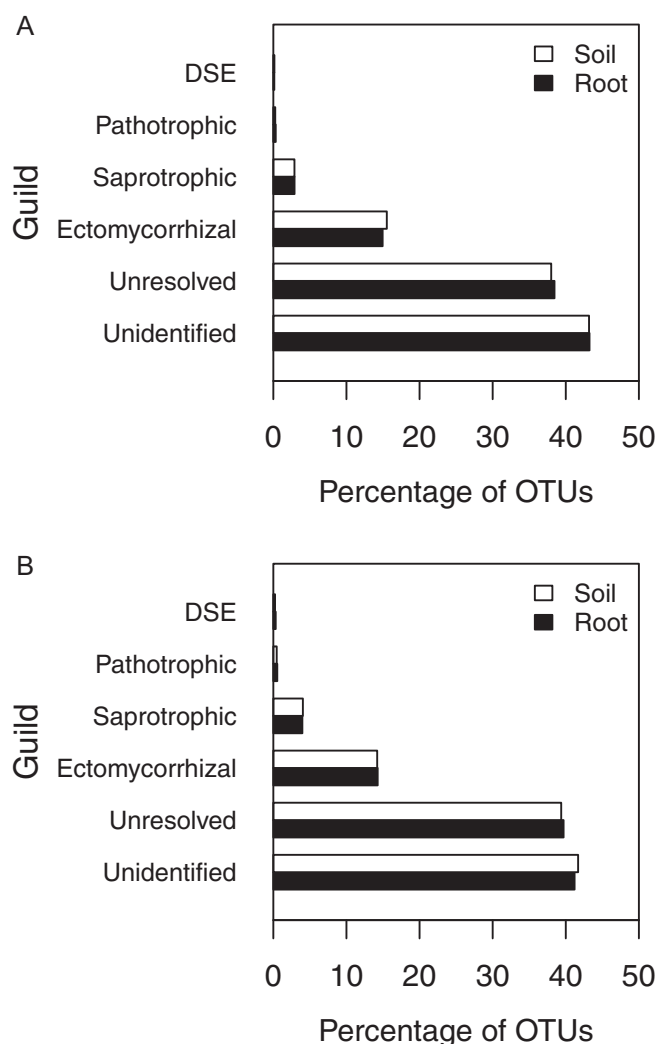 A
Soil
Root
DSE
Pathotrophic
Saprotrophic
Ectomycorrhizal
Unresolved
Unidentified
Guild
0 10 20 30 40 50
Percentage of OTUs
B
Soil
Root
DSE
Pathotrophic
Saprotrophic
Ectomycorrhizal
Unresolved
Unidentified
Guild
0 10 20 30 40 50
Percentage of OTUs